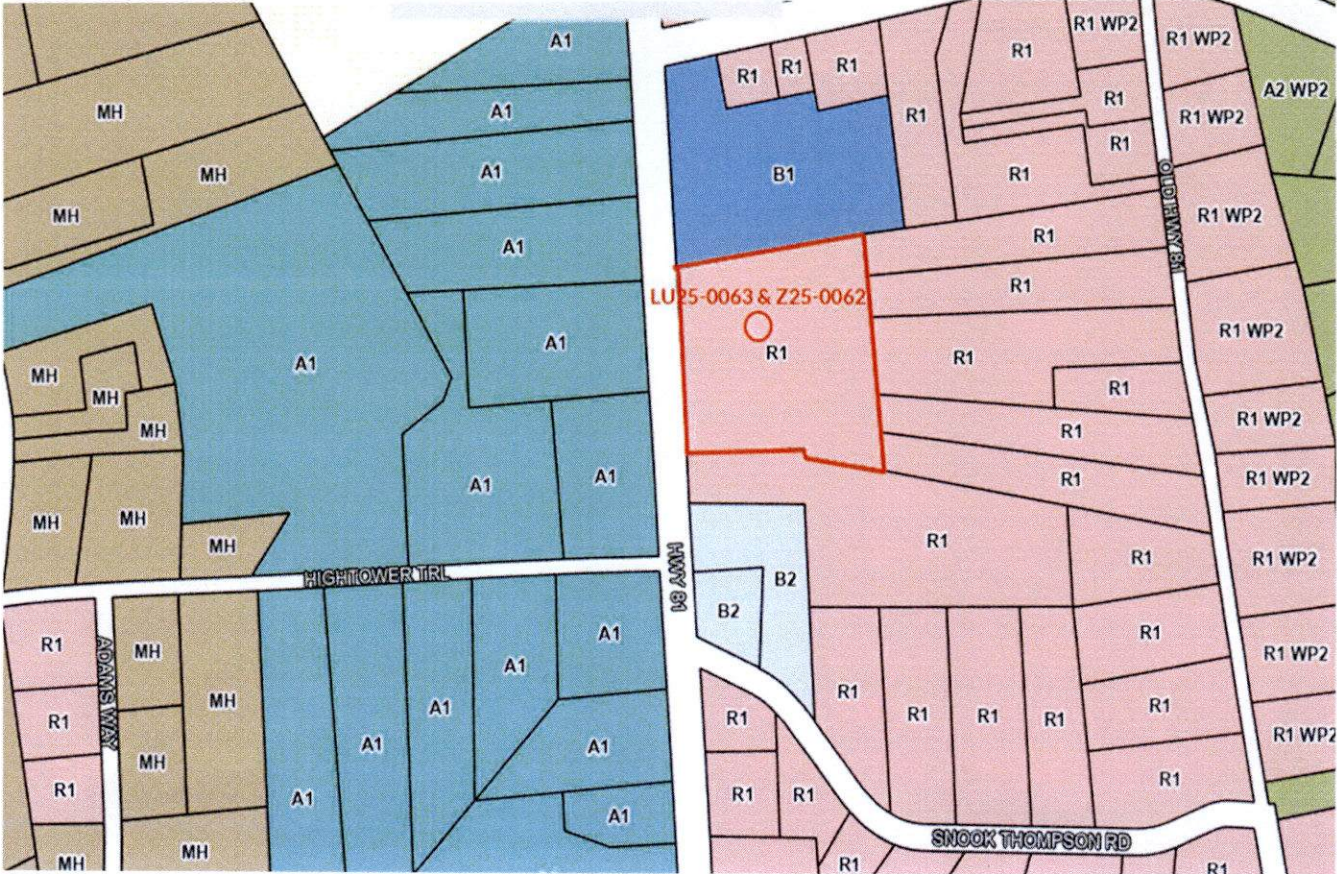 A1
R1 WP2
R1
R1 WP2
R1
R1
R1
MH
A1
R1
A2 WP2
R1
R1 WP2
R1
MH
A1
B1
R1
OLD HWY 81
MH
R1 WP2
A1
R1
R1
LU25-0063 & Z25-0062
A1
A1
R1
R1
R1 WP2
MH
MH
R1
R1 WP2
MH
R1
A1
A1
R1
R1 WP2
MH
MH
MH
R1
R1
R1 WP2
HIGHTOWER TRL
HWY 81
B2
B2
R1
MH
A1
A1
R1
R1 WP2
ADAMS WAY
MH
R1
A1
R1
R1
R1
R1
R1
R1
A1
A1
R1 WP2
MH
R1
A1
R1
R1
R1
A1
SNOOK THOMPSON RD
MH
MH
R1
R1